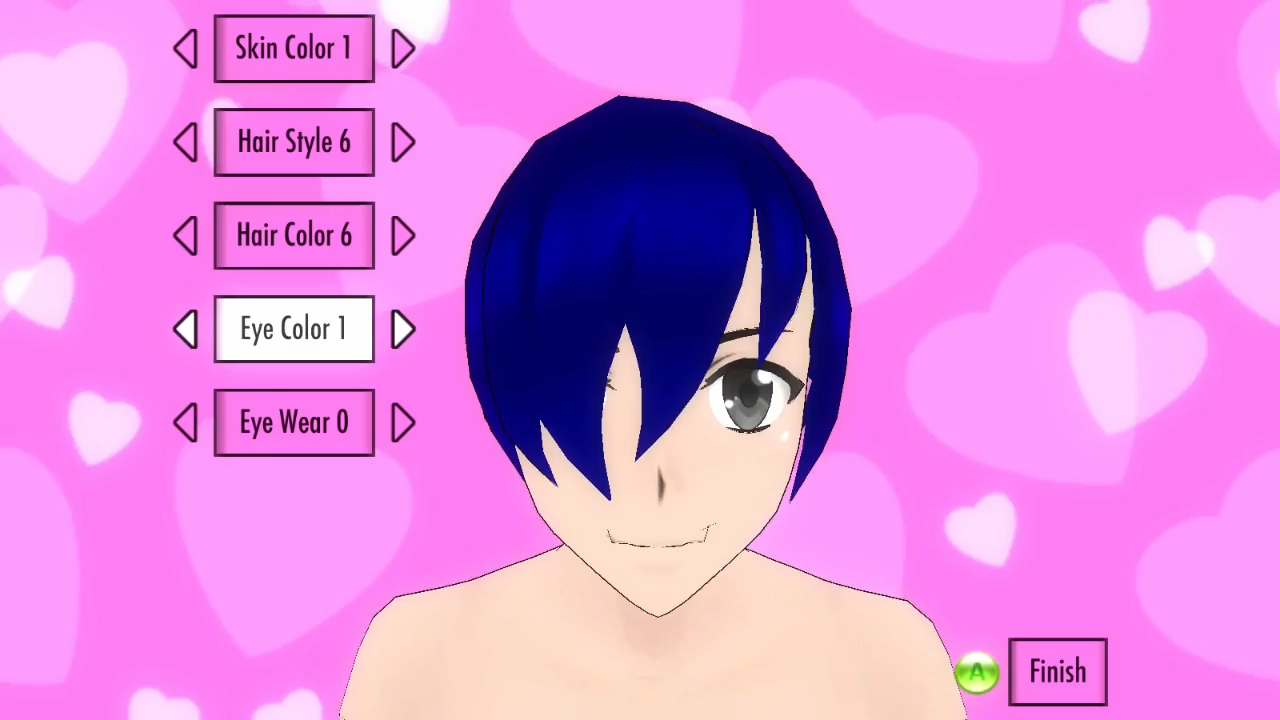 Skin Color 1
Hair Style 6
Hair Color 6
Eye Color 1
Eye Wear 0
A Finish